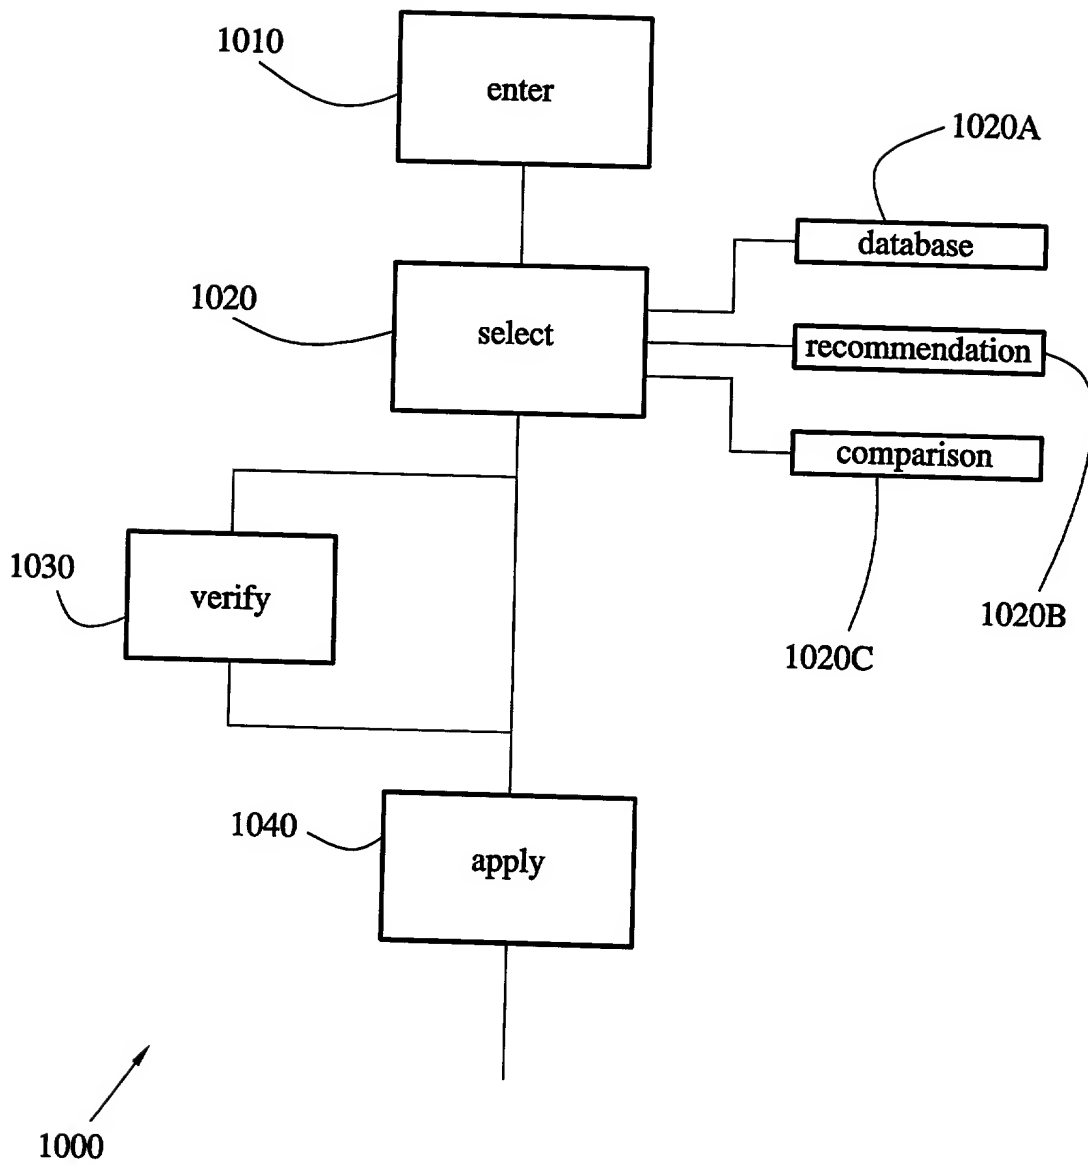 1010
enter
1020A
database
1020
select
recommendation
comparison
1030
verify
1020B
1020C
1040
apply
1000